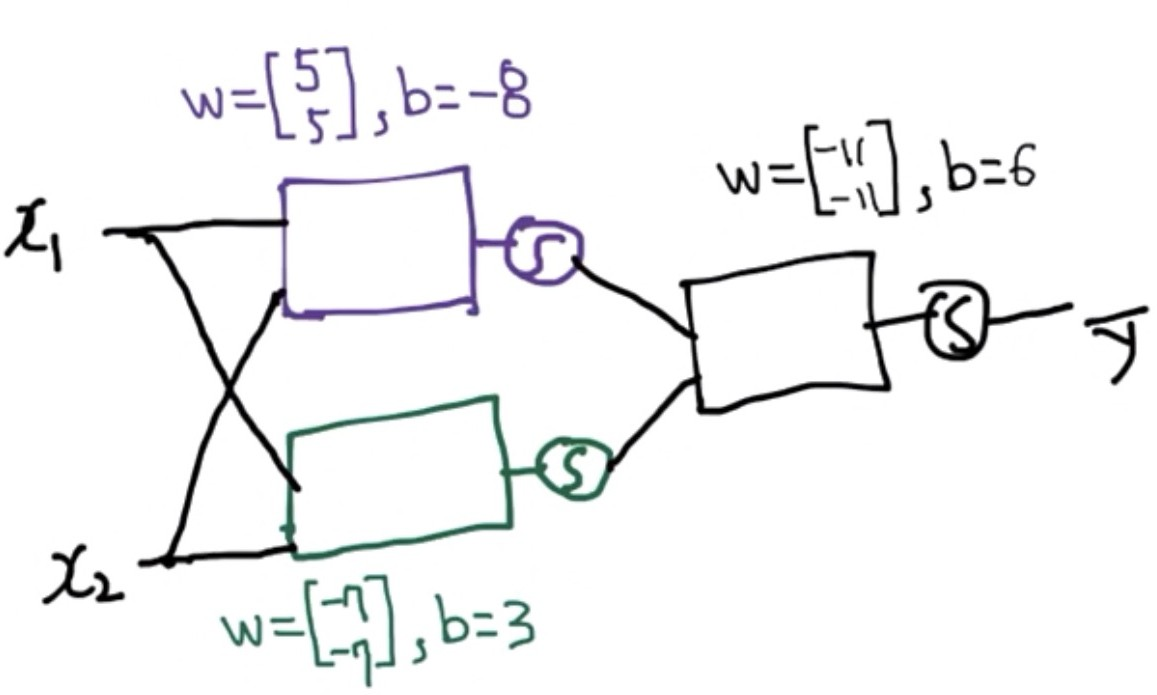 w=[5 5], b=-8
w=[-11 -11], b=6
x₁
S
S
ȳ
S
x₂
w=[-7 -7], b=3